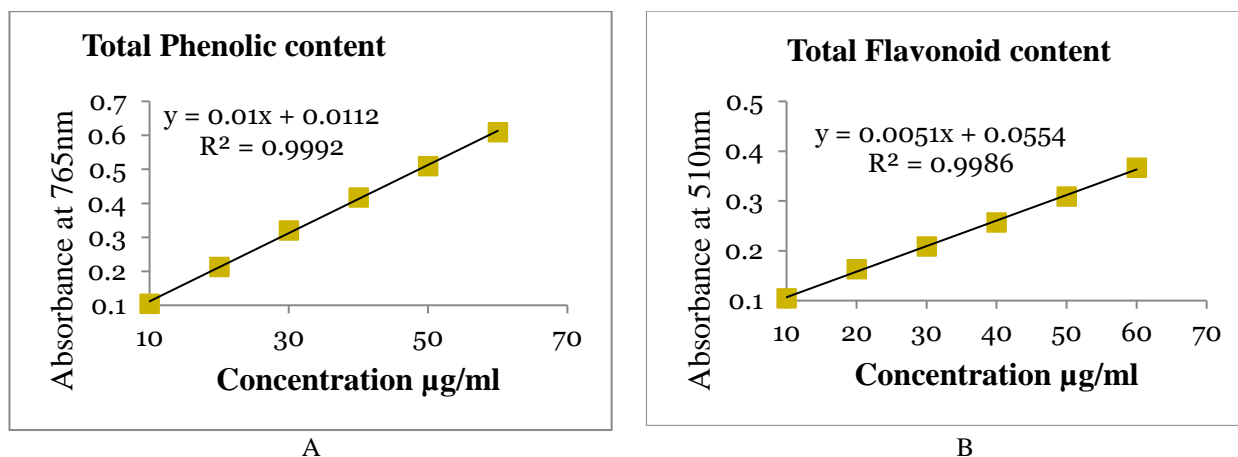 Total Phenolic content
y = 0.01x + 0.0112
R² = 0.9992
Absorbance at 765nm
0.7
0.6
0.5
0.4
0.3
0.2
0.1
10 30 50 70
Concentration µg/ml
A
Total Flavonoid content
y = 0.0051x + 0.0554
R² = 0.9986
Absorbance at 510nm
0.5
0.4
0.3
0.2
0.1
10 20 30 40 50 60 70
Concentration µg/ml
B